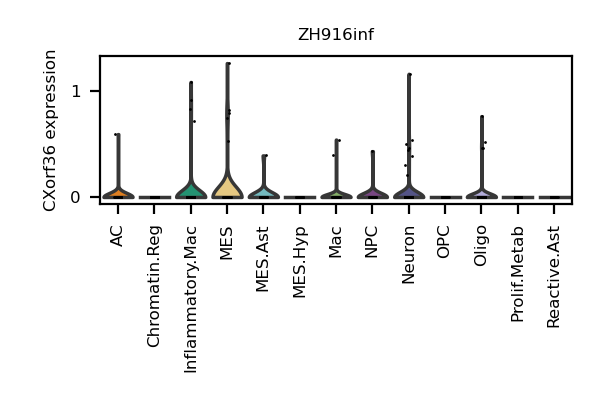 ZH916inf
CXorf36 expression
1
0
AC
Chromatin.Reg
Inflammatory.Mac
MES
MES.Ast
MES.Hyp
Mac
NPC
Neuron
OPC
Oligo
Prolif.Metab
Reactive.Ast